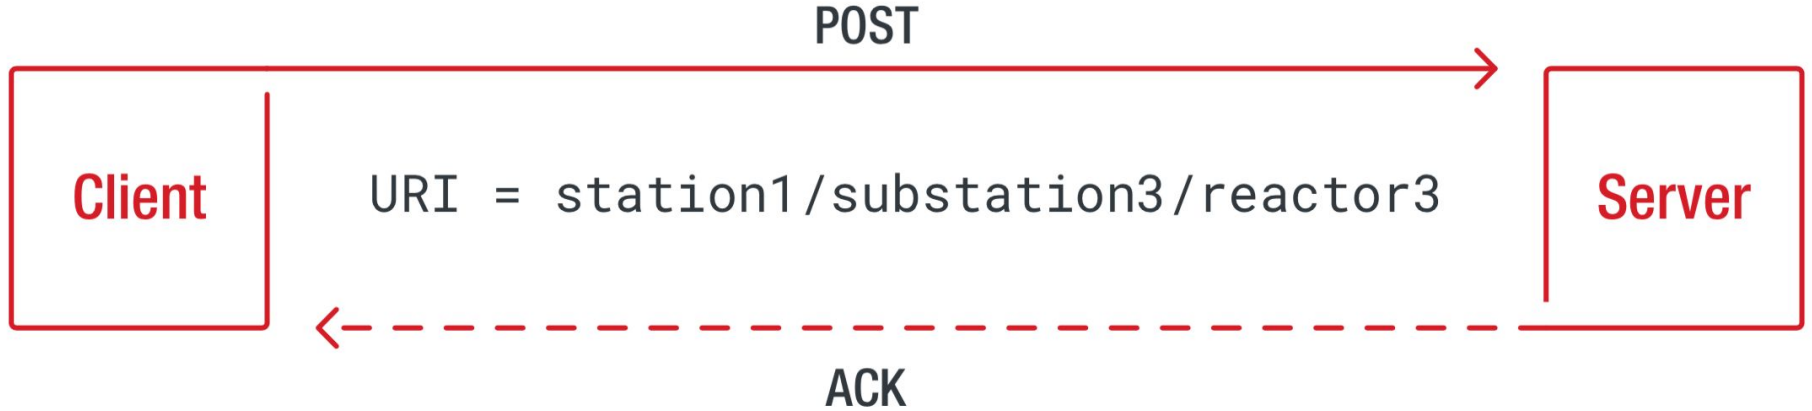 POST
Client
URI = station1/substation3/reactor3
Server
ACK